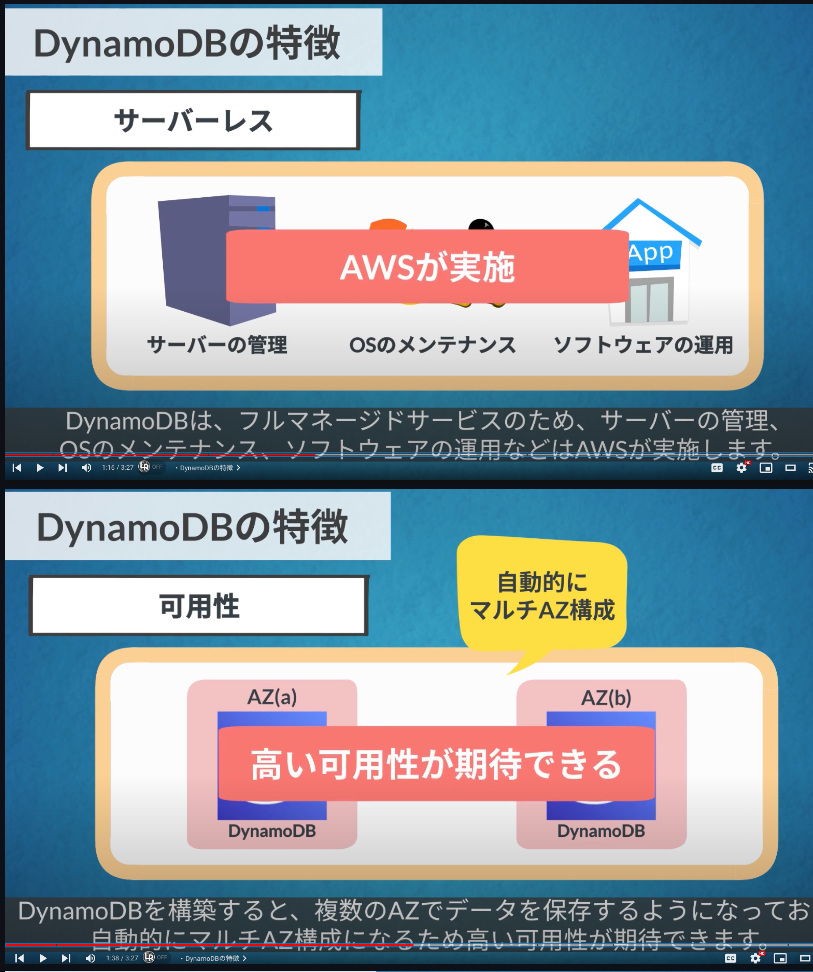 DynamoDBの特徴
サーバーレス
App
AWSが実施
サーバーの管理
OSのメンテナンス
ソフトウェアの運用
DynamoDBは、フルマネージドサービスのため、サーバーの管理、
OSのメンテナンス、ソフトウェアの運用などはAWSが実施します。
1:16 / 3:27
OFF
・DynamoDBの特徴
CC
DynamoDBの特徴
可用性
自動的に
マルチAZ構成
AZ(a)
AZ(b)
高い可用性が期待できる
DynamoDB
DynamoDB
DynamoDBを構築すると、複数のAZでデータを保存するようになってお
自動的にマルチAZ構成になるため高い可用性が期待できます。
1:38 / 3:27
OFF
・DynamoDBの特徴
CC